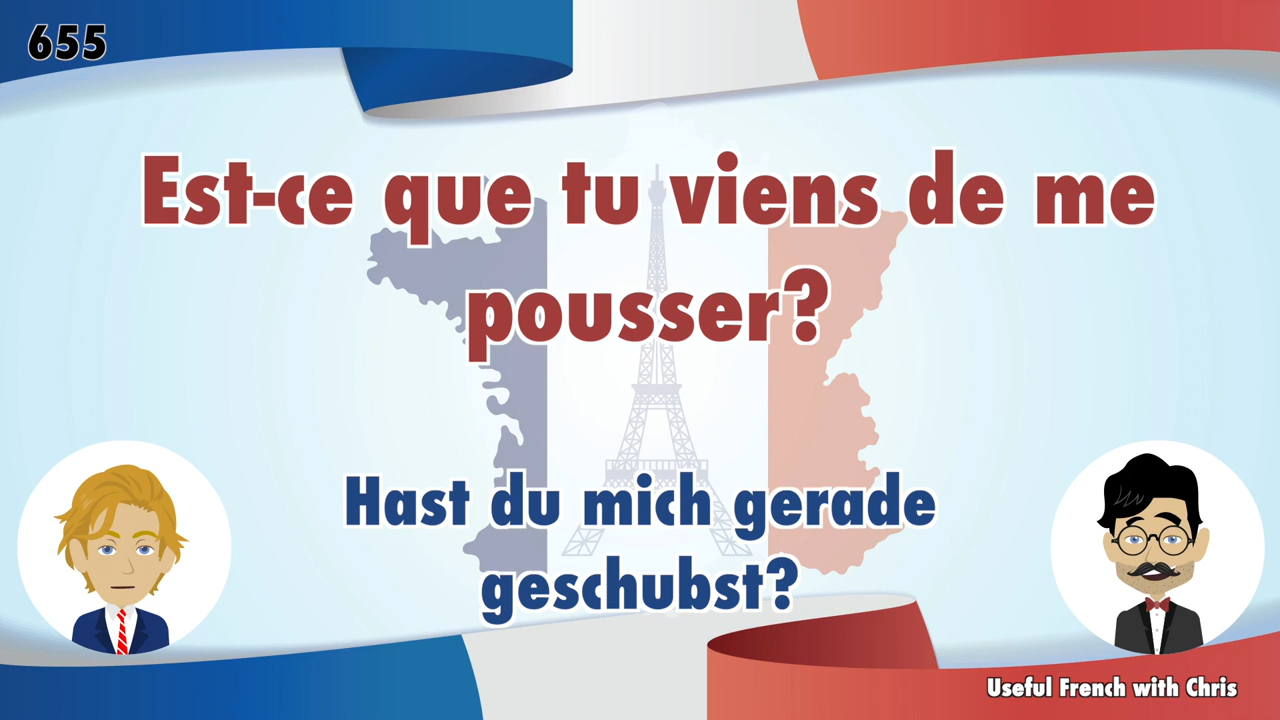 655
Est-ce que tu viens de me
pousser?
Hast du mich gerade
geschubst?
Useful French with Chris